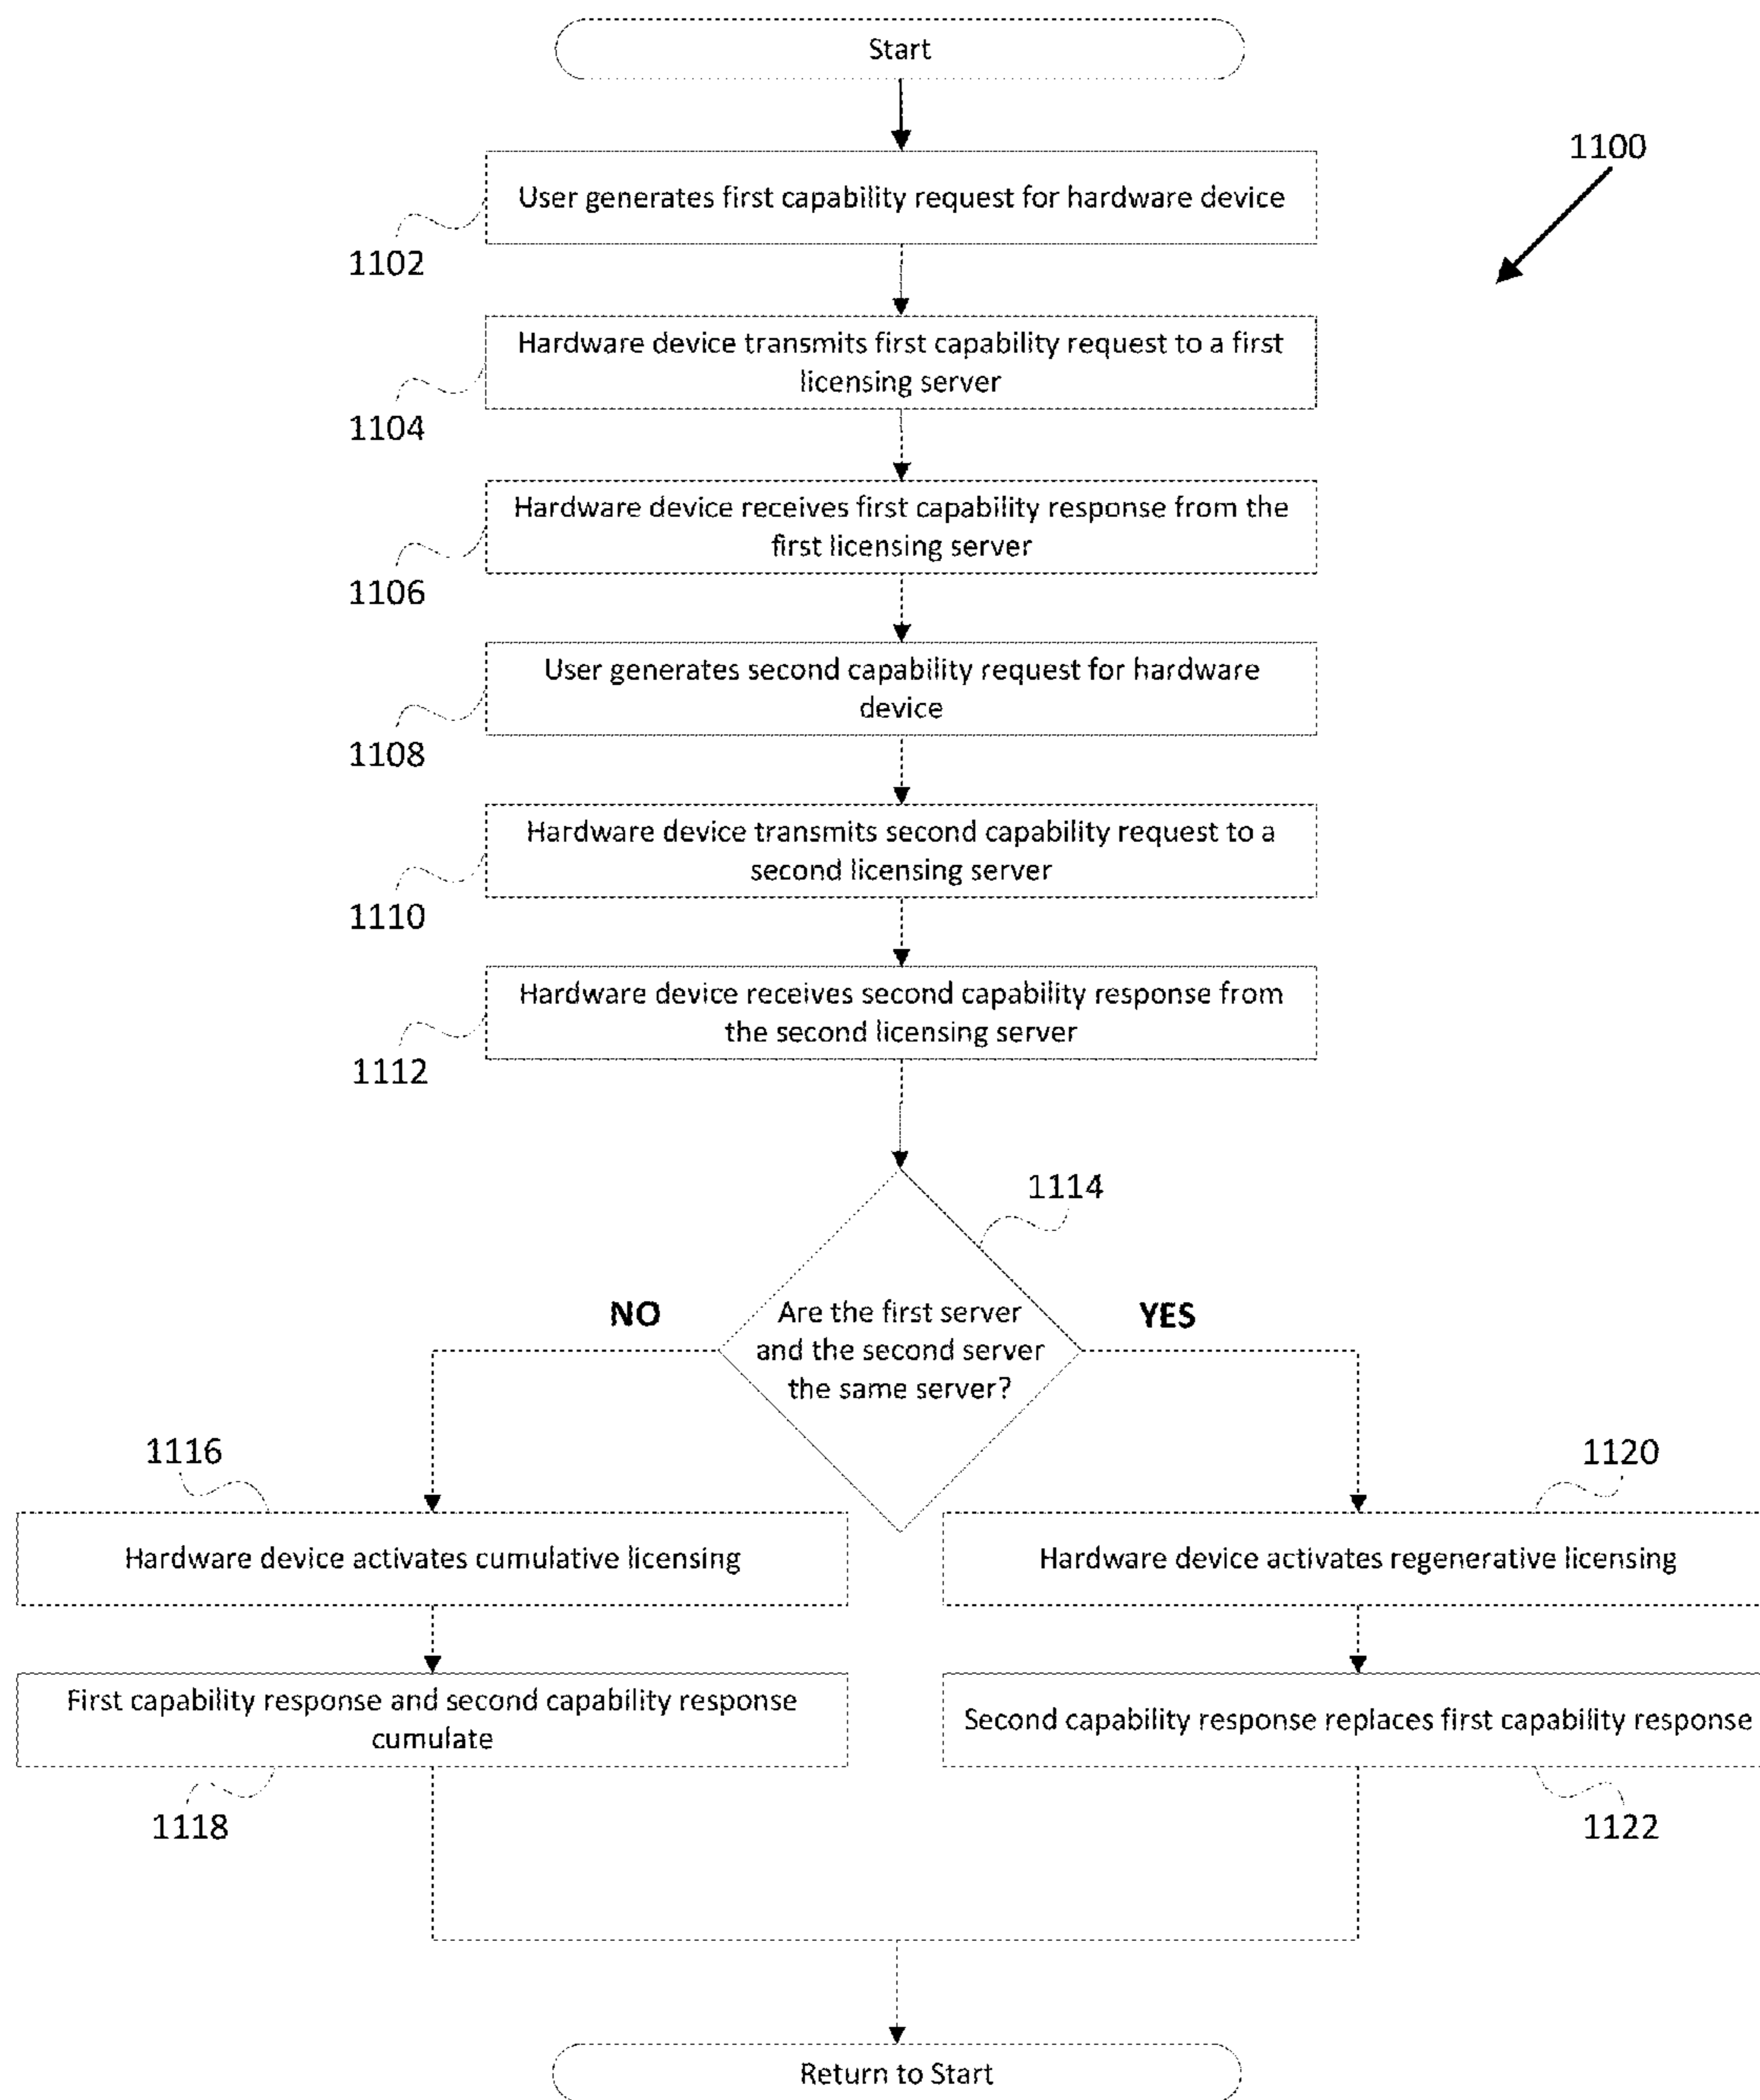 Start
1100
User generates first capability request for hardware device
1102
Hardware device transmits first capability request to a first
licensing server
1104
Hardware device receives first capability response from the
first licensing server
1106
User generates second capability request for hardware
device
1108
Hardware device transmits second capability request to a
second licensing server
1110
Hardware device receives second capability response from
the second licensing server
1112
1114
Are the first server
and the second server
the same server?
NO
YES
1116
Hardware device activates cumulative licensing
1120
Hardware device activates regenerative licensing
First capability response and second capability response
cumulate
1118
Second capability response replaces first capability response
1122
Return to Start